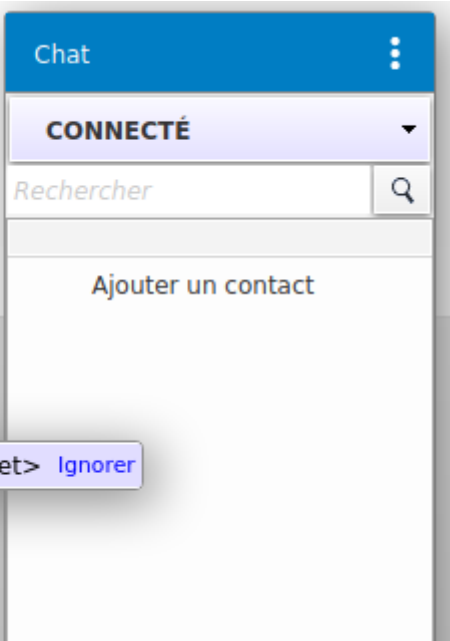 Chat
CONNECTÉ
Rechercher
Ajouter un contact
et> Ignorer